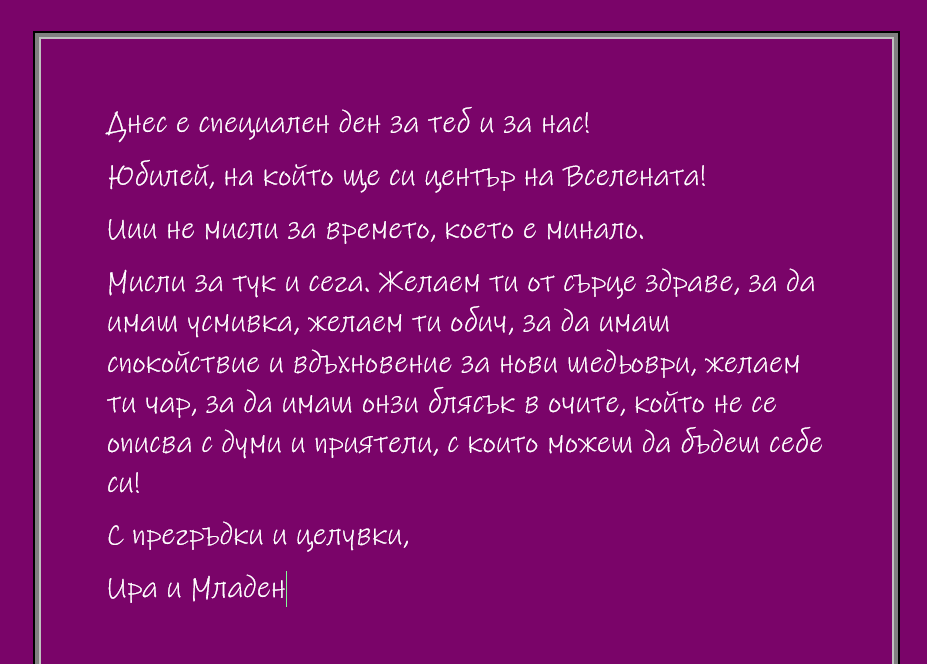 Днес е специален ден за теб и за нас!
Юбилей, на който ще си център на Вселената!
Иии не мисли за времето, което е минало.
Мисли за тук и сега. Желаем ти от сърце здраве, за да
имаш усмивка, желаем ти обич, за да имаш
спокойствие и вдъхновение за нови шедьоври, желаем
ти чар, за да имаш онзи блясък в очите, който не се
описва с думи и приятели, с които можеш да бъдеш себе
си!
С прегръдки и целувки,
Ира и Младен